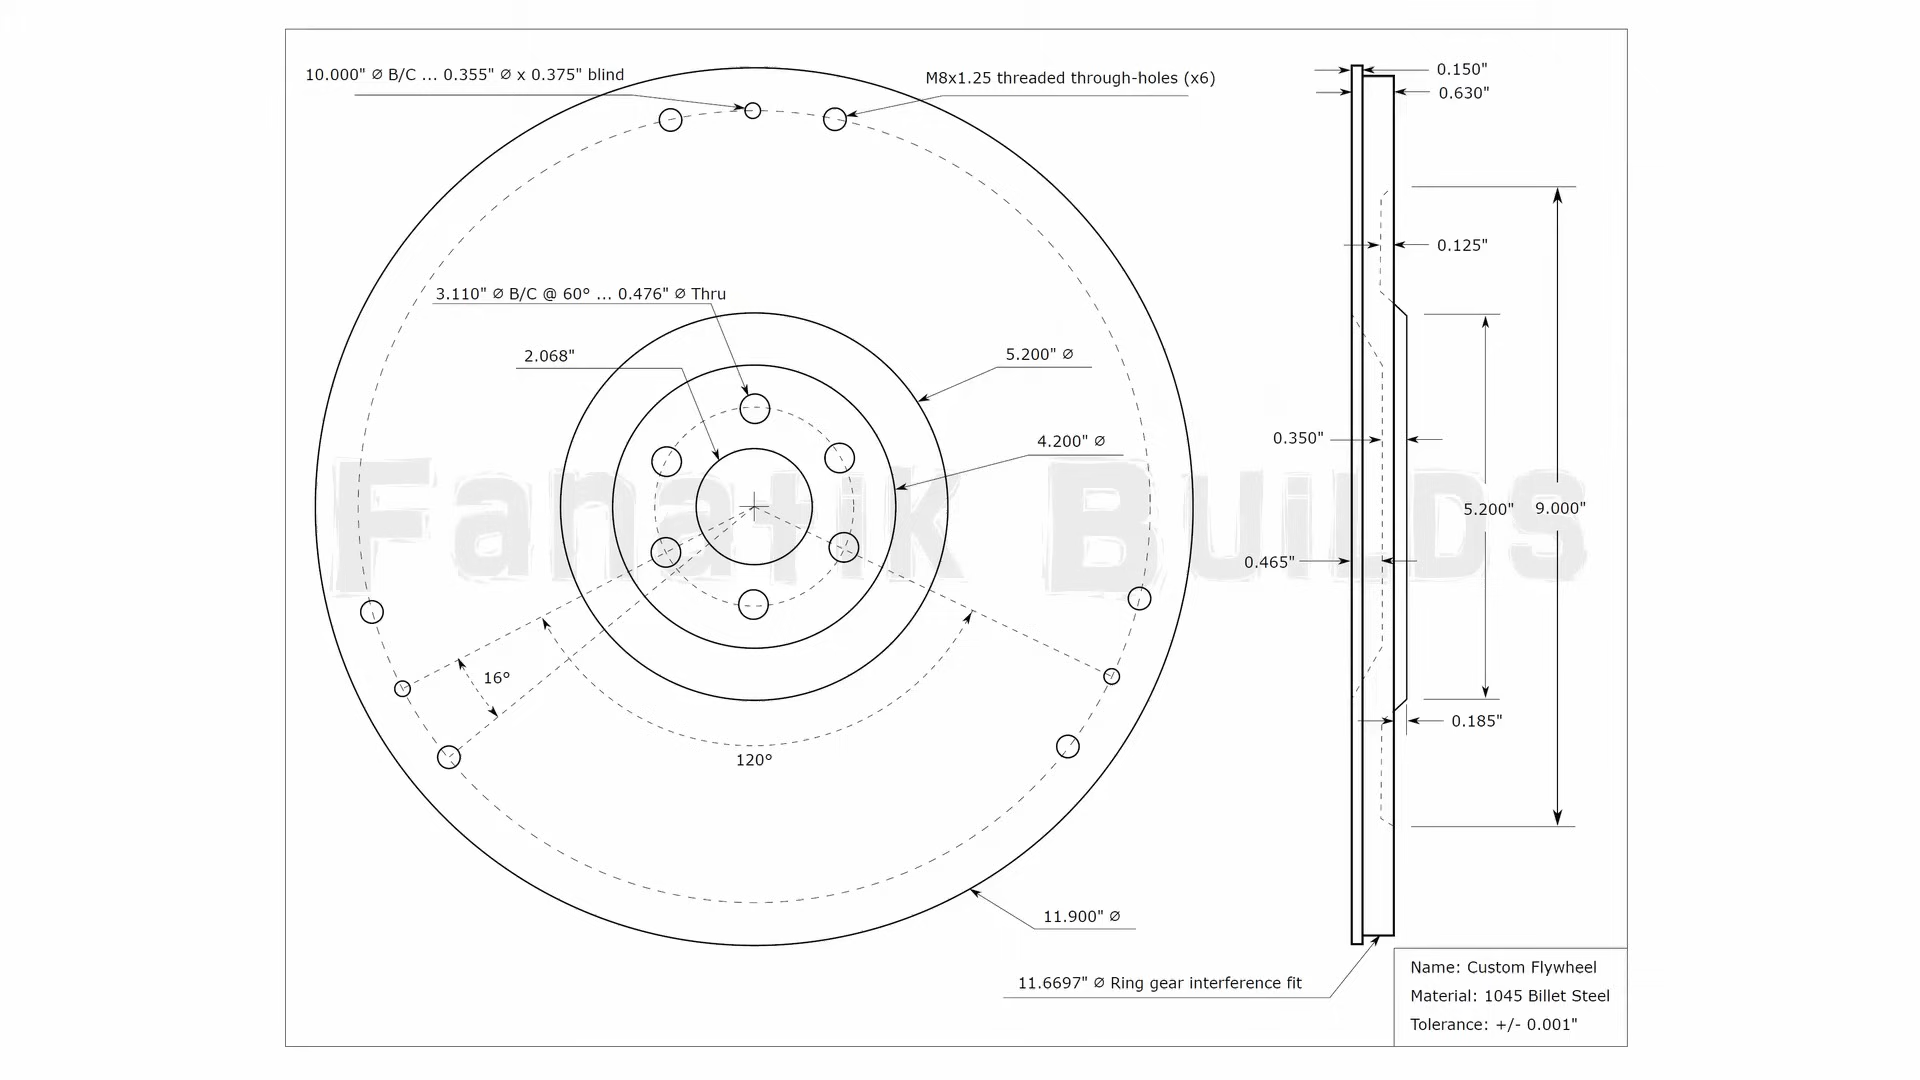 10.000" ∅ B/C ... 0.355" ∅ x 0.375" blind
M8x1.25 threaded through-holes (x6)
0.150"
0.630"
0.125"
3.110" ∅ B/C @ 60° ... 0.476" ∅ Thru
2.068"
5.200" ∅
4.200" ∅
0.350"
Fanatik Builds
5.200"
9.000"
0.465"
16°
0.185"
120°
11.900" ∅
11.6697" ∅ Ring gear interference fit
Name: Custom Flywheel
Material: 1045 Billet Steel
Tolerance: +/- 0.001"